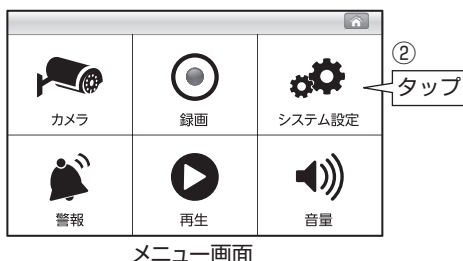 ②
タップ
カメラ
録画
システム設定
警報
再生
音量
メニュー画面